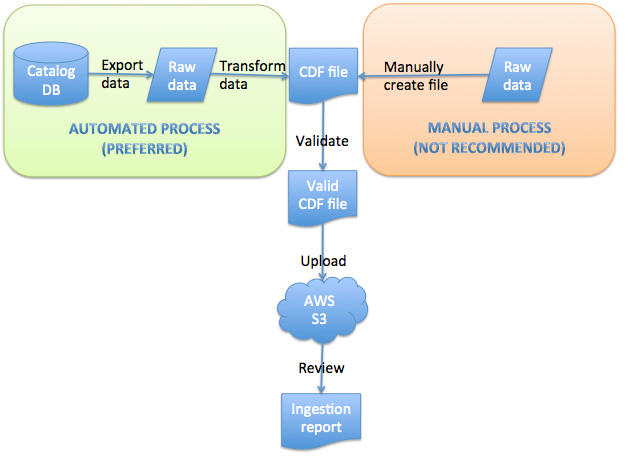 Catalog
DB
Export
data
Raw
data
Transform
data
CDF file
Manually
create file
Raw
data
AUTOMATED PROCESS
(PREFERRED)
MANUAL PROCESS
(NOT RECOMMENDED)
Validate
Valid
CDF file
Upload
AWS
S3
Review
Ingestion
report